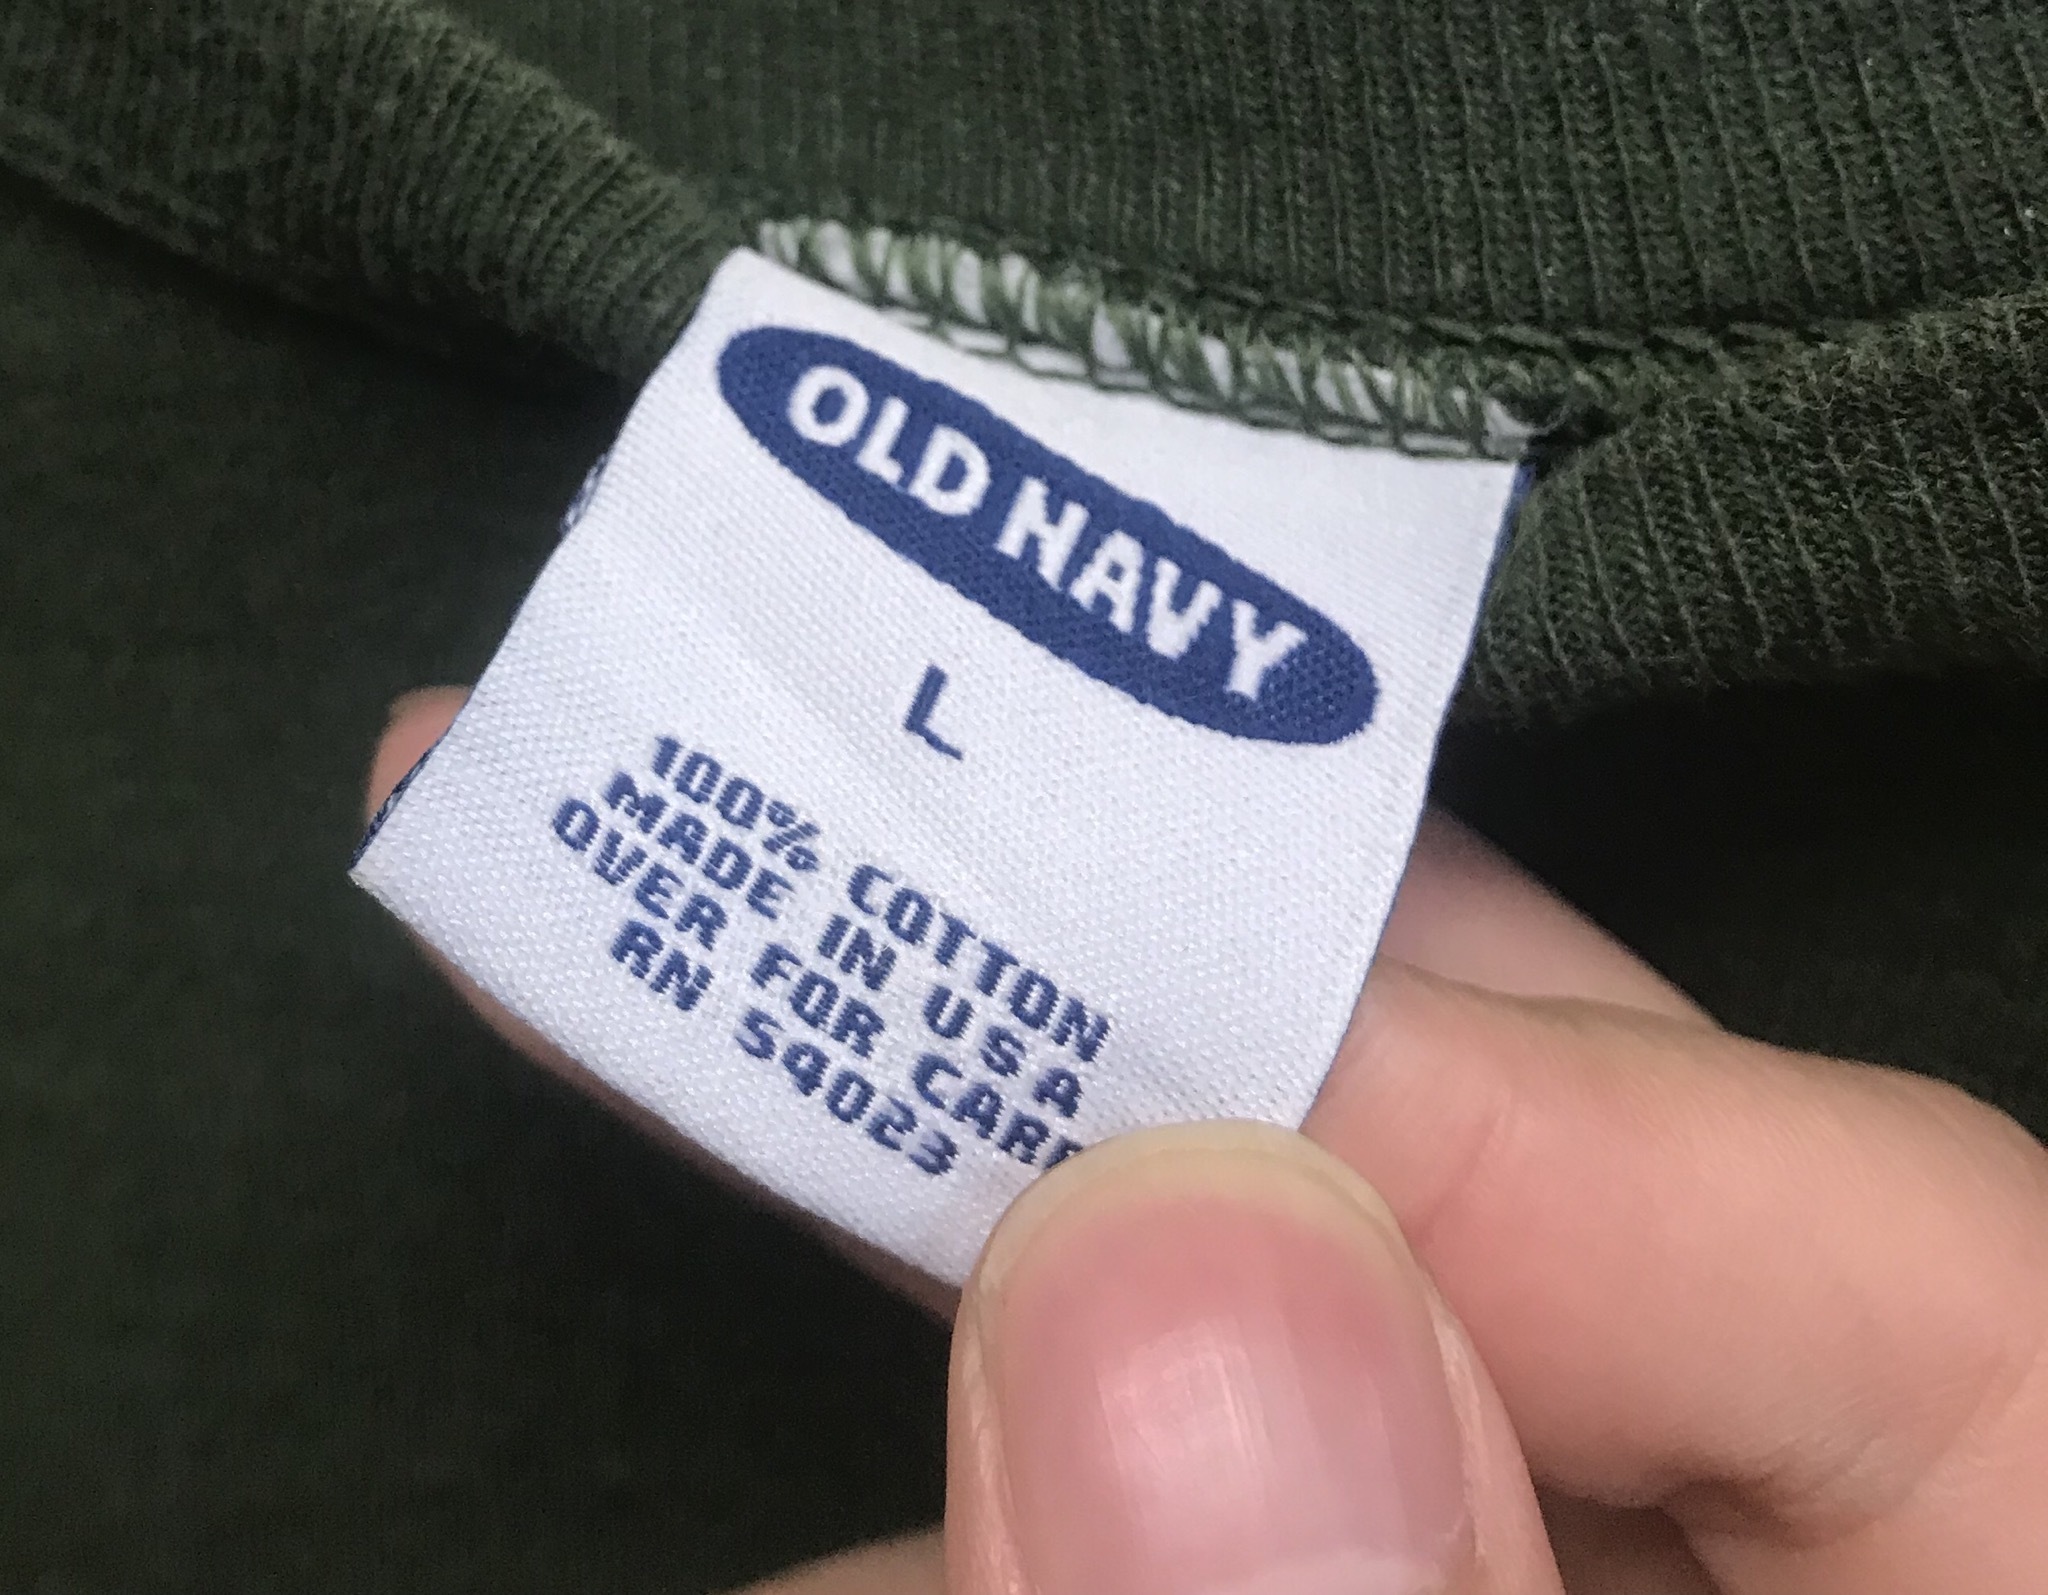 OLD NAVY
L
100% COTTON
MADE IN U S A
OVER FOR CARE
RN 54023